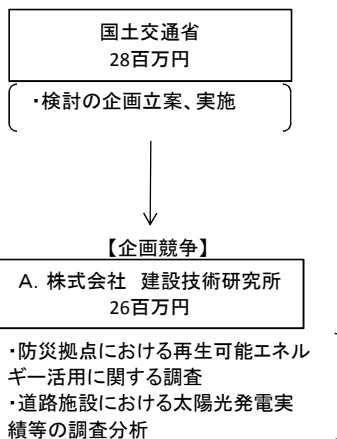 国土交通省
28百万円
・検討の企画立案、実施
【企画競争】
A. 株式会社　建設技術研究所
26百万円
・防災拠点における再生可能エネル
ギー活用に関する調査
・道路施設における太陽光発電実
績等の調査分析